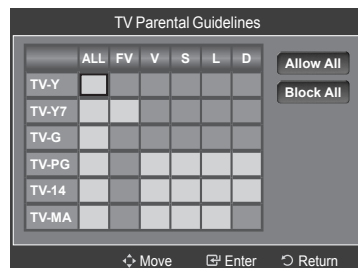 TV Parental Guidelines
ALL FV V S L D
Allow All
Block All
TV-Y
TV-Y7
TV-G
TV-PG
TV-14
TV-MA
Move Enter Return